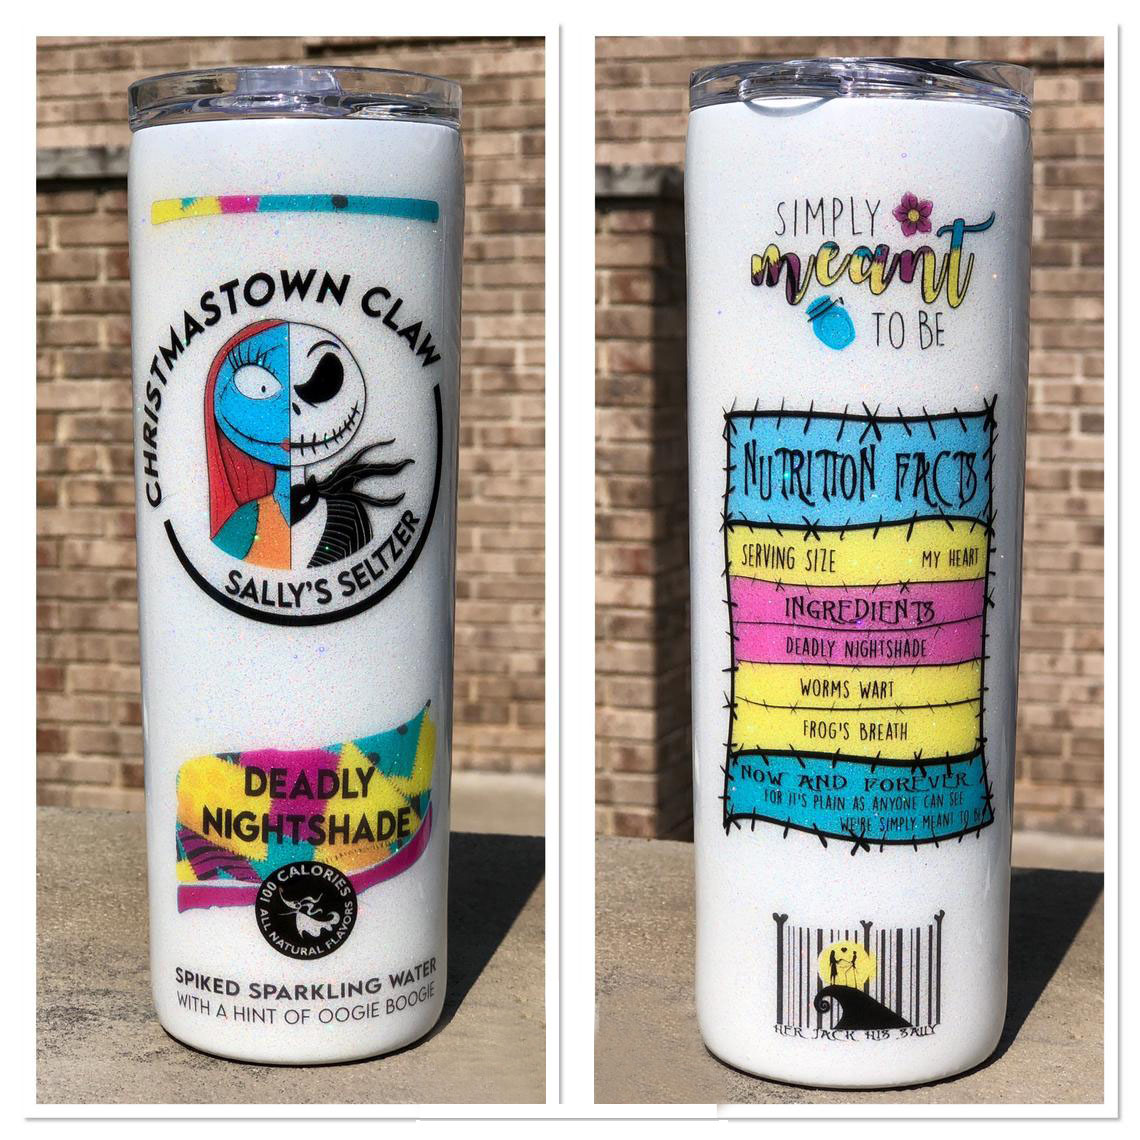 CHRISTMASTOWN CLAW
SALLY'S SELTZER
DEADLY
NIGHTSHADE
100 CALORIES
ALL NATURAL FLAVORS
SPIKED SPARKLING WATER
WITH A HINT OF OOGIE BOOGIE
SIMPLY
meant
TO BE
NUTRITION FACTS
SERVING SIZE MY HEART
INGREDIENTS
DEADLY NIGHTSHADE
WORMS WART
FROG'S BREATH
NOW AND FOREVER
FOR IT'S PLAIN AS ANYONE CAN SEE
WE'RE SIMPLY MEANT TO BE
HER JACK HIS SALLY